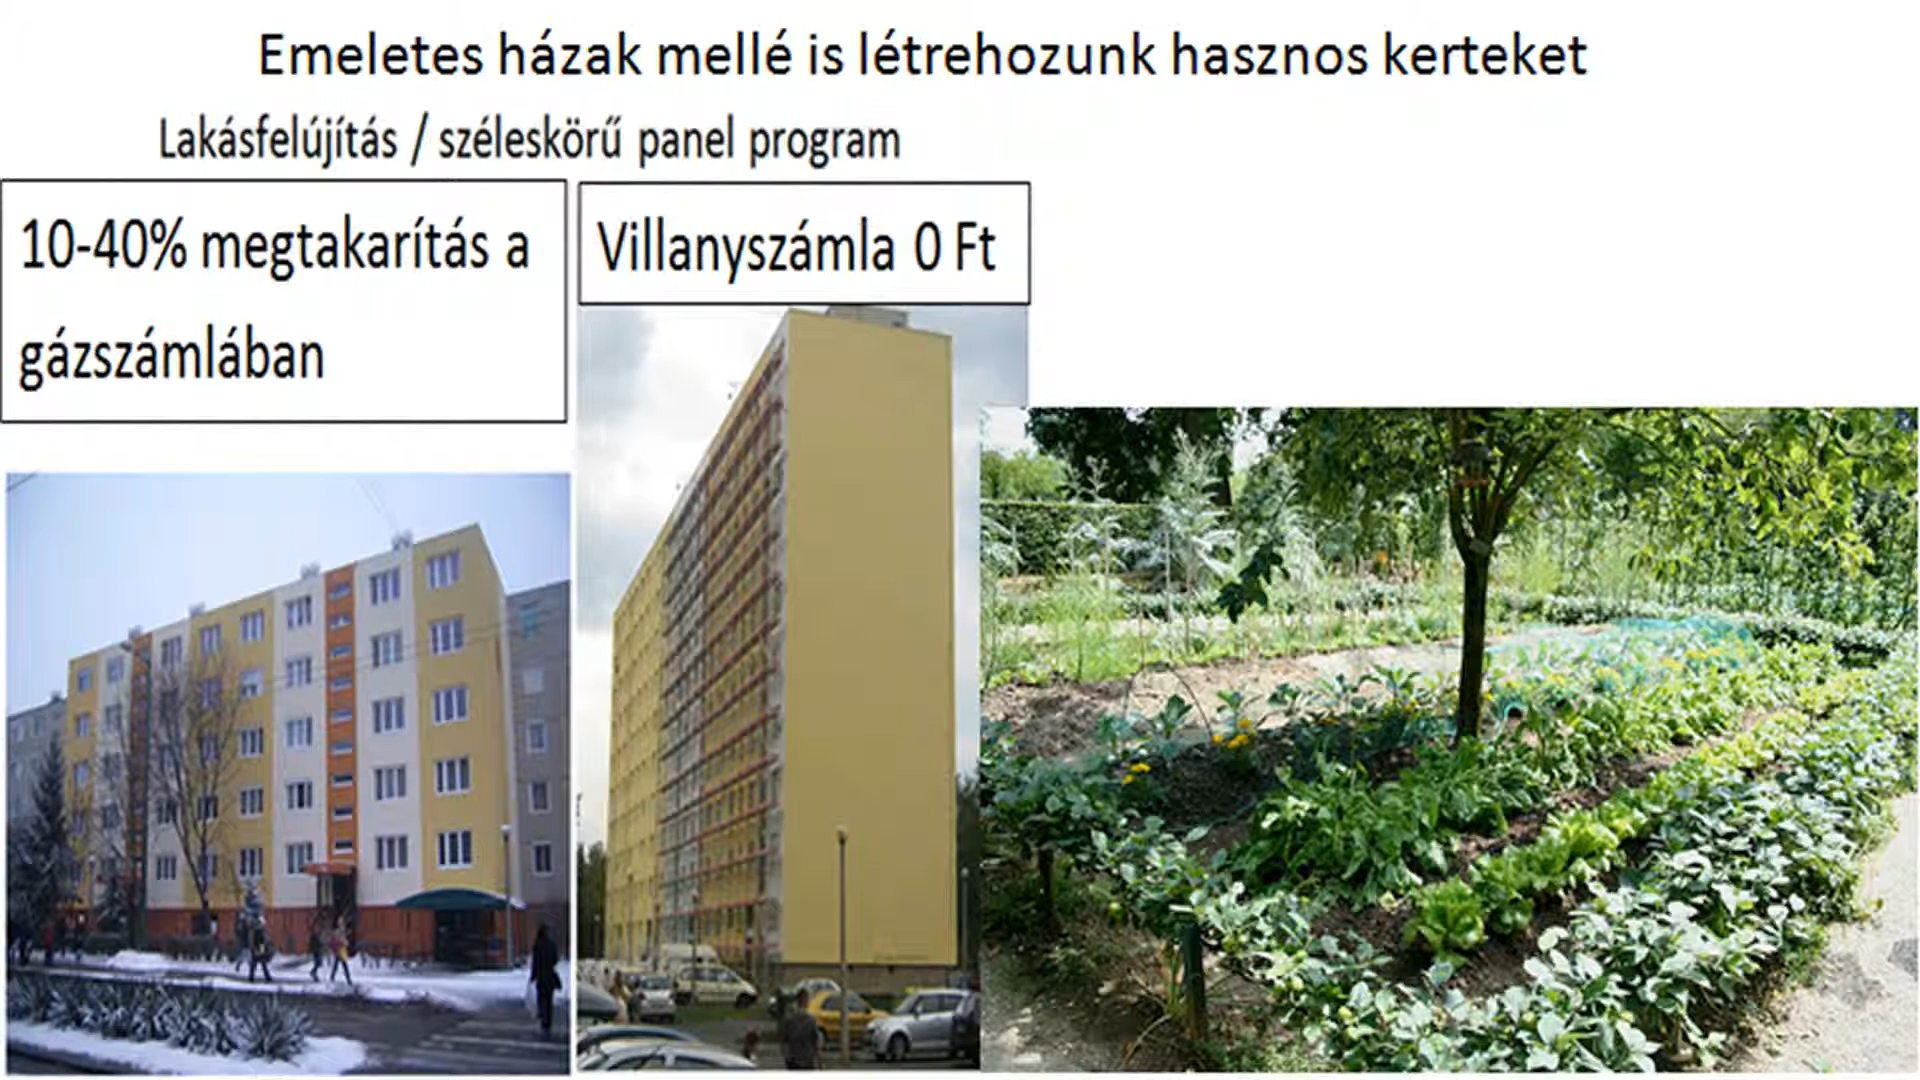 Emeletes házak mellé is létrehozunk hasznos kerteket
Lakásfelújítás / széleskörű panel program
10-40% megtakarítás a
gázszámlában
Villanyszámla 0 Ft